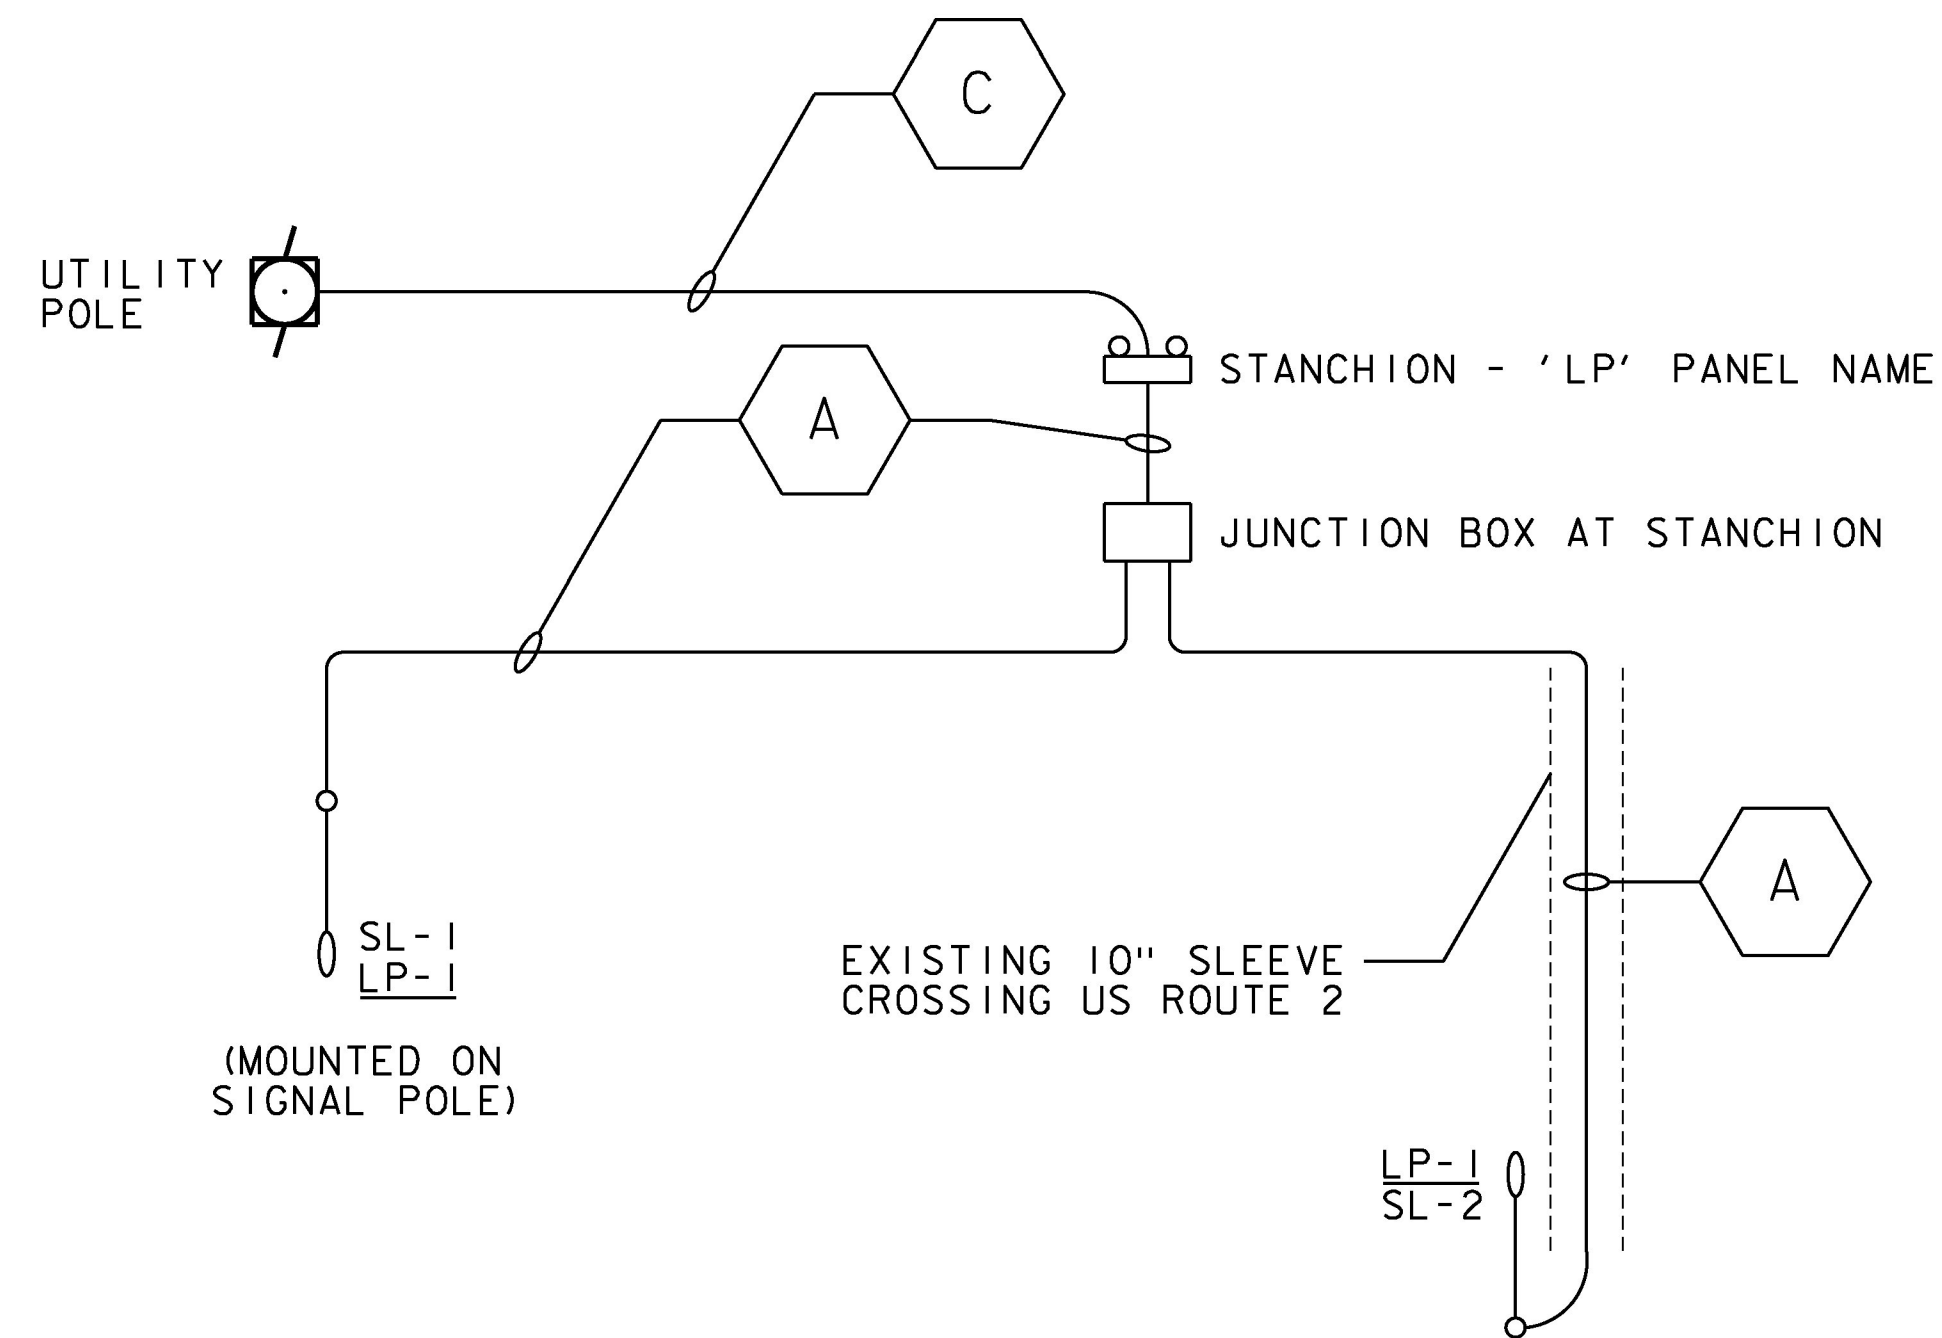 C
UTILITY
POLE
STANCHION - 'LP' PANEL NAME
A
JUNCTION BOX AT STANCHION
A
SL-1
LP-1
EXISTING 10" SLEEVE
CROSSING US ROUTE 2
(MOUNTED ON
SIGNAL POLE)
LP-1
SL-2